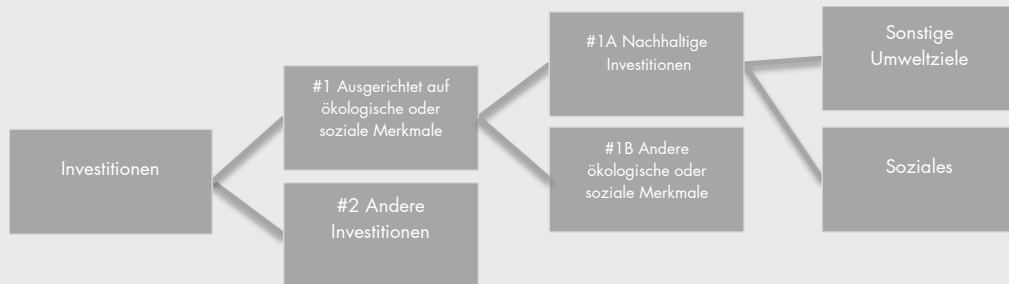 Investitionen
#1 Ausgerichtet auf
ökologische oder
soziale Merkmale
#2 Andere
Investitionen
#1A Nachhaltige
Investitionen
#1B Andere
ökologische oder
soziale Merkmale
Sonstige
Umweltziele
Soziales